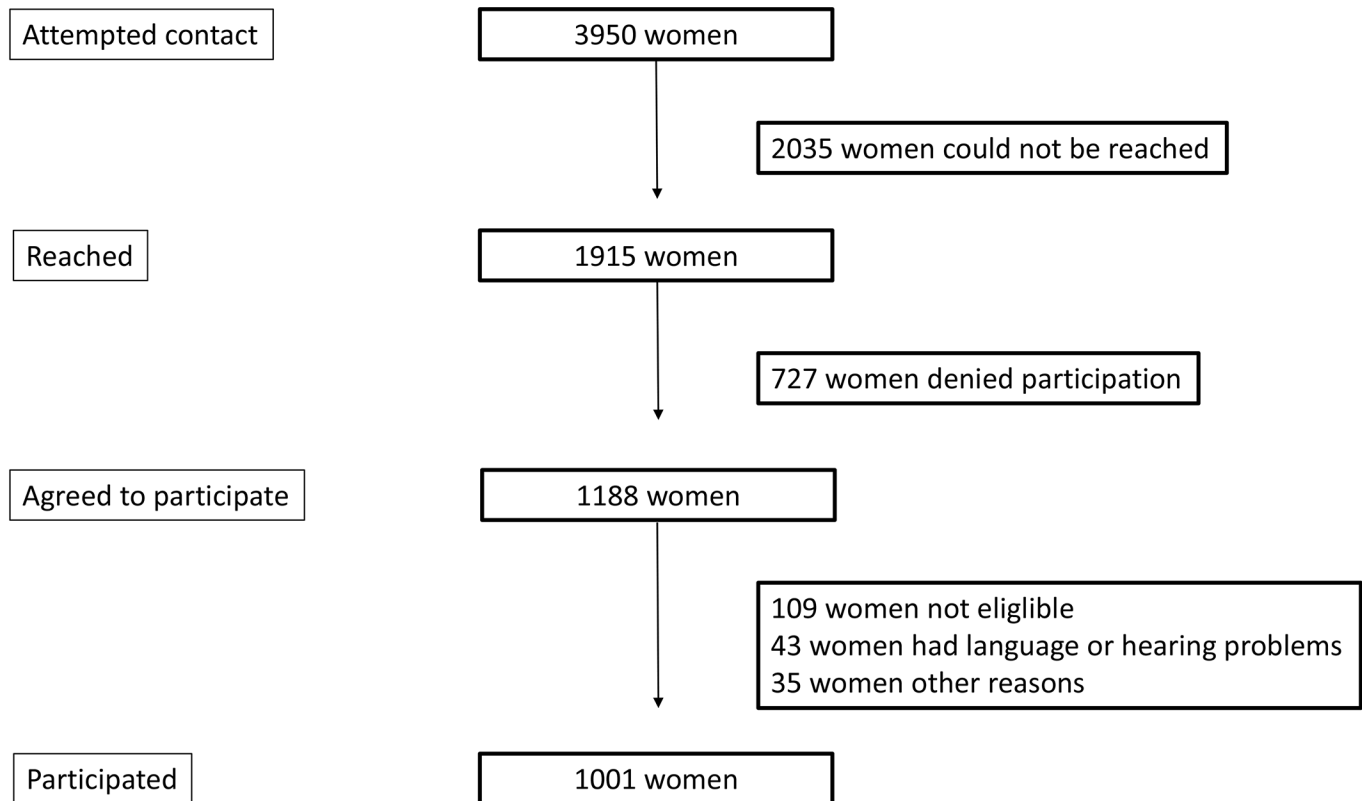 Attempted contact
3950 women
2035 women could not be reached
Reached
1915 women
727 women denied participation
Agreed to participate
1188 women
109 women not eliglible
43 women had language or hearing problems
35 women other reasons
Participated
1001 women